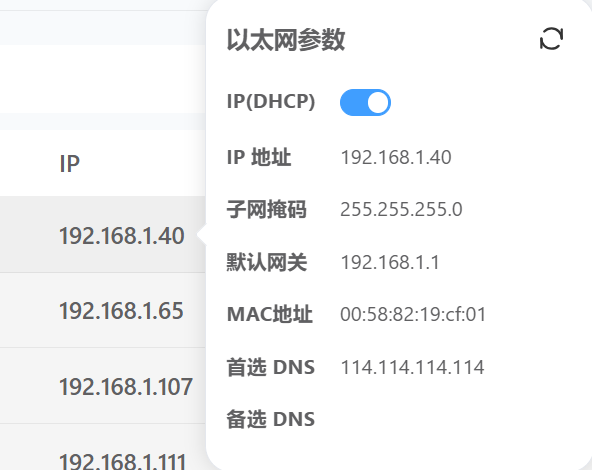 以太网参数
IP(DHCP)
IP 地址 192.168.1.40
子网掩码 255.255.255.0
默认网关 192.168.1.1
MAC地址 00:58:82:19:cf:01
首选 DNS 114.114.114.114
备选 DNS
IP
192.168.1.40
192.168.1.65
192.168.1.107
192.168.1.111